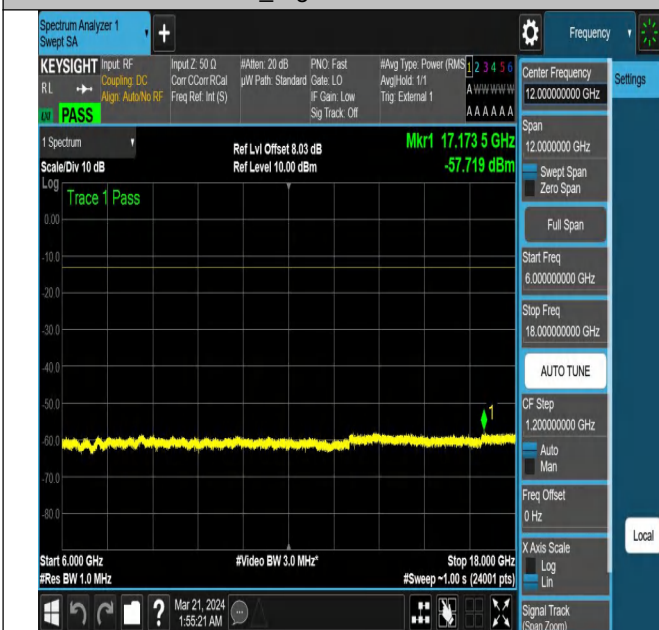 Spectrum Analyzer 1
Swept SA
+
Frequency
KEYSIGHT
RL
LXI
PASS
Input: RF
Coupling: DC
Align: Auto/No RF
Input Z: 50 Ω
Corr CCorr RCal
Freq Ref: Int (S)
#Atten: 20 dB
µW Path: Standard
PNO: Fast
Gate: LO
IF Gain: Low
Sig Track: Off
#Avg Type: Power (RMS
Avg|Hold: 1/1
Trig: External 1
1 2 3 4 5 6
A W W W W W
A A A A A A
1 Spectrum
Scale/Div 10 dB
Ref Lvl Offset 8.03 dB
Ref Level 10.00 dBm
Mkr1 17.173 5 GHz
-57.719 dBm
Log
Trace 1 Pass
0.00
-10.0
-20.0
-30.0
-40.0
-50.0
-60.0
-70.0
-80.0
1
Start 6.000 GHz
#Res BW 1.0 MHz
#Video BW 3.0 MHz*
Stop 18.000 GHz
#Sweep ~1.00 s (24001 pts)
Mar 21, 2024
1:55:21 AM
Center Frequency
12.000000000 GHz
Span
12.0000000 GHz
Swept Span
Zero Span
Full Span
Start Freq
6.000000000 GHz
Stop Freq
18.000000000 GHz
AUTO TUNE
CF Step
1.200000000 GHz
Auto
Man
Freq Offset
0 Hz
X Axis Scale
Log
Lin
Signal Track
(Span Zoom)
Settings
Local